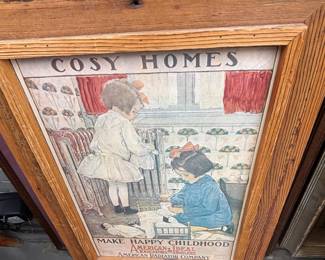 COSY HOMES
MAKE HAPPY CHILDHOOD
AMERICAN & IDEAL
AMERICAN RADIATOR COMPANY